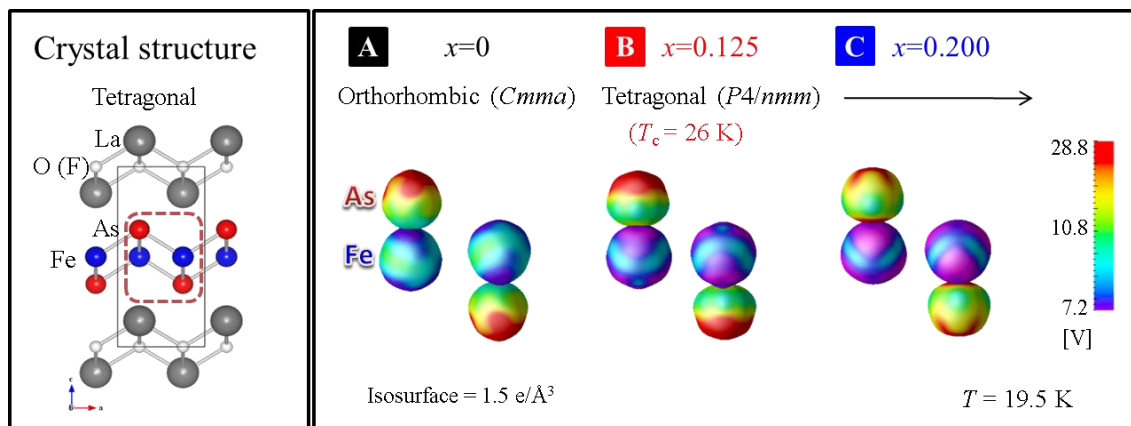 Crystal structure
Tetragonal
La
O (F)
As
Fe
c
b
a
A x=0 B x=0.125 C x=0.200
Orthorhombic (Cmma) Tetragonal (P4/nmm)
(Tc = 26 K)
As
Fe
28.8
10.8
7.2
[V]
Isosurface = 1.5 e/Å³
T = 19.5 K